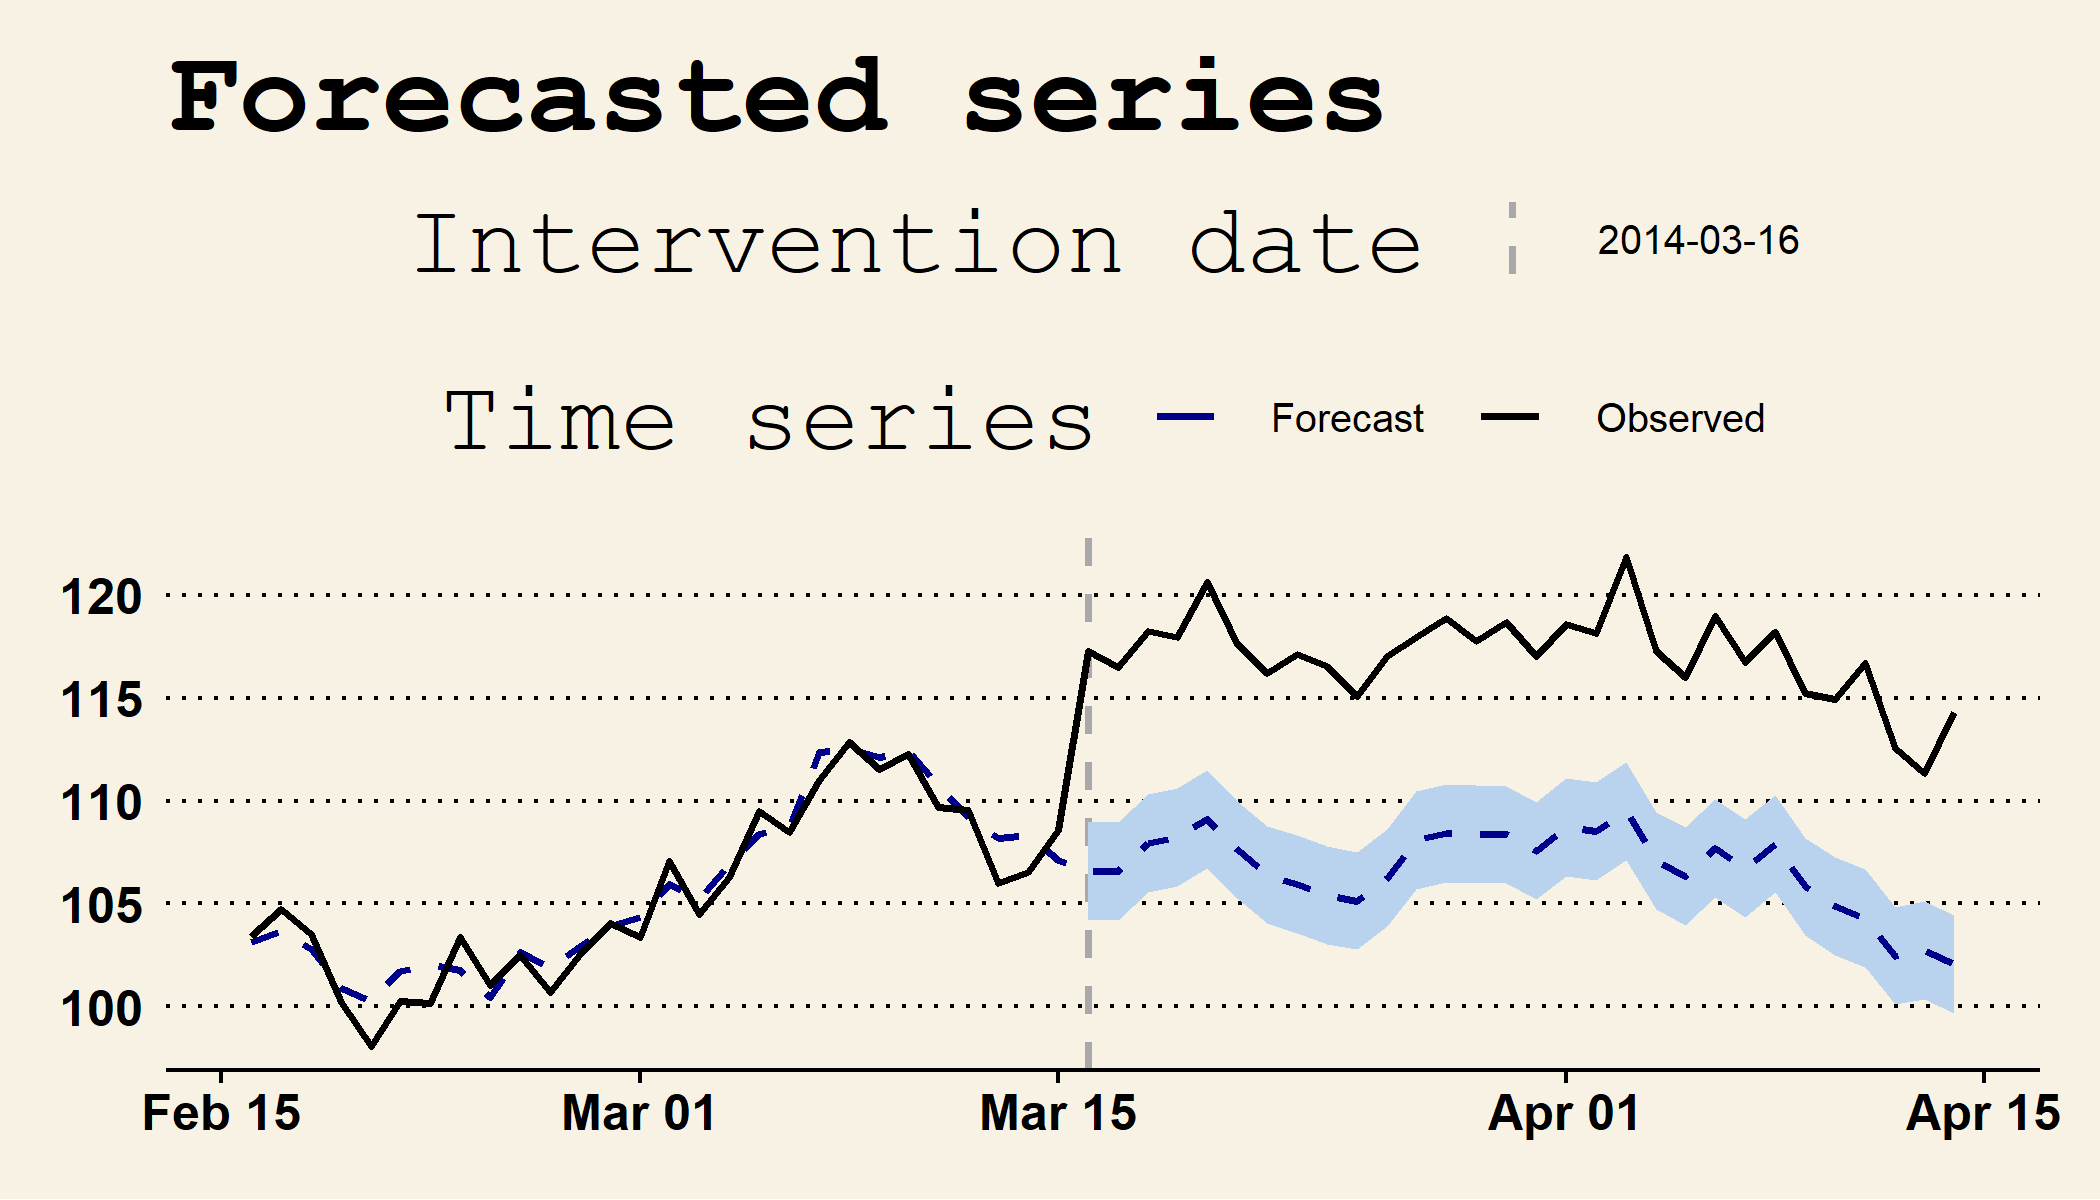 Forecasted series
Intervention date 2014-03-16
Time series Forecast Observed
120
115
110
105
100
Feb 15 Mar 01 Mar 15 Apr 01 Apr 15